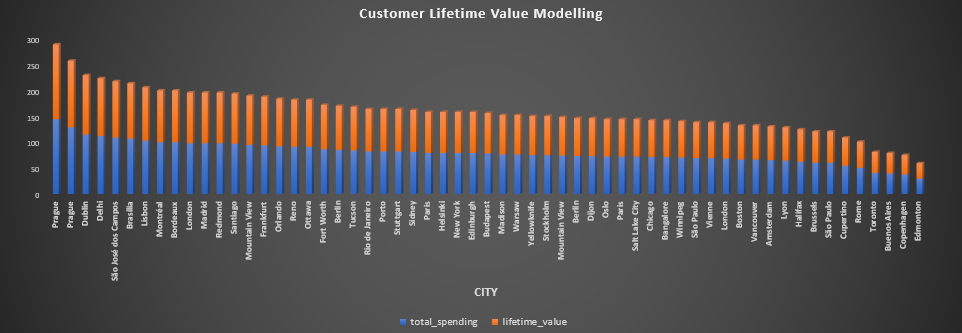 Customer Lifetime Value Modelling
300
250
200
150
100
50
0
Prague
Prague
Dublin
Delhi
São José dos Campos
Brasília
Lisbon
Montréal
Bordeaux
London
Madrid
Redmond
Santiago
Mountain View
Frankfurt
Orlando
Reno
Ottawa
Fort Worth
Berlin
Tucson
Rio de Janeiro
Porto
Stuttgart
Sidney
Paris
Helsinki
New York
Edinburgh
Budapest
Madison
Warsaw
Yellowknife
Stockholm
Mountain View
Berlin
Dijon
Oslo
Paris
Salt Lake City
Chicago
Bangalore
Winnipeg
São Paulo
Vienne
London
Boston
Vancouver
Amsterdam
Lyon
Halifax
Brussels
São Paulo
Cupertino
Rome
Toronto
Buenos Aires
Copenhagen
Edmonton
CITY
total_spending
lifetime_value